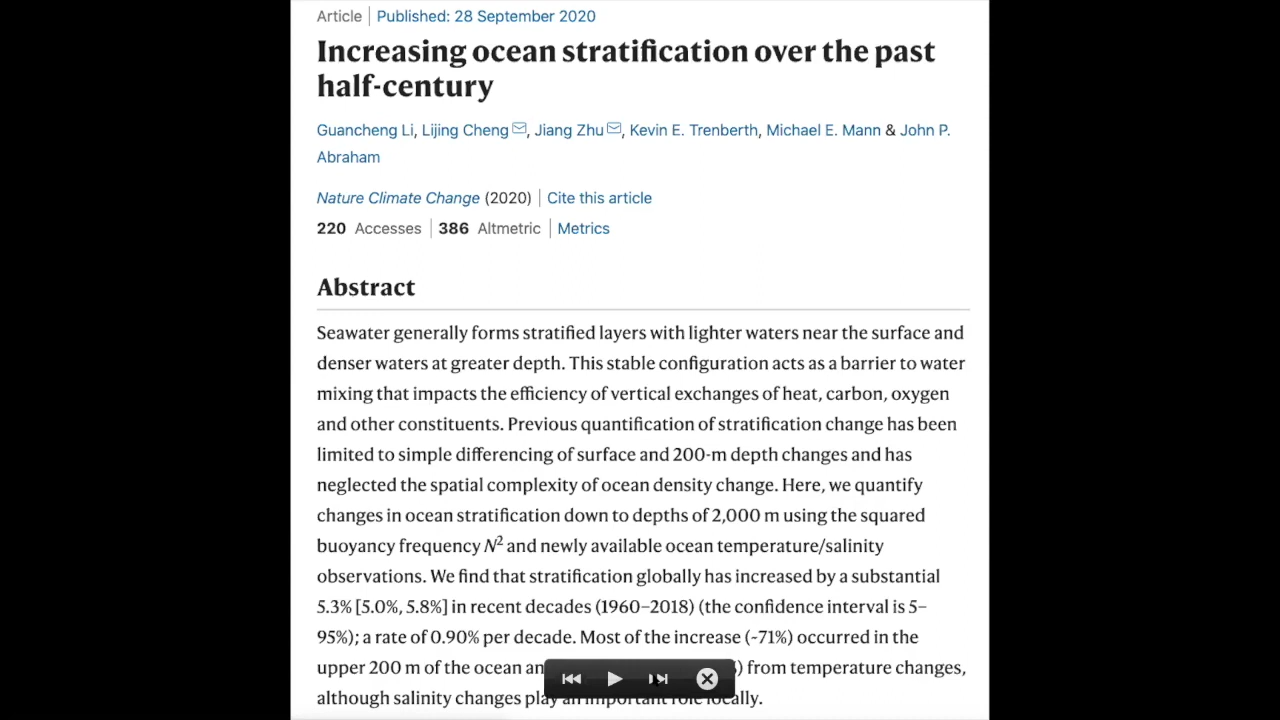 Article | Published: 28 September 2020
Increasing ocean stratification over the past
half-century
Guancheng Li, Lijing Cheng, Jiang Zhu, Kevin E. Trenberth, Michael E. Mann & John P.
Abraham
Nature Climate Change (2020) | Cite this article
220 Accesses | 386 Altmetric | Metrics
Abstract
Seawater generally forms stratified layers with lighter waters near the surface and
denser waters at greater depth. This stable configuration acts as a barrier to water
mixing that impacts the efficiency of vertical exchanges of heat, carbon, oxygen
and other constituents. Previous quantification of stratification change has been
limited to simple differencing of surface and 200-m depth changes and has
neglected the spatial complexity of ocean density change. Here, we quantify
changes in ocean stratification down to depths of 2,000 m using the squared
buoyancy frequency N² and newly available ocean temperature/salinity
observations. We find that stratification globally has increased by a substantial
5.3% [5.0%, 5.8%] in recent decades (1960–2018) (the confidence interval is 5–
95%); a rate of 0.90% per decade. Most of the increase (~71%) occurred in the
upper 200 m of the ocean an ) from temperature changes,
although salinity changes play an important role locally.